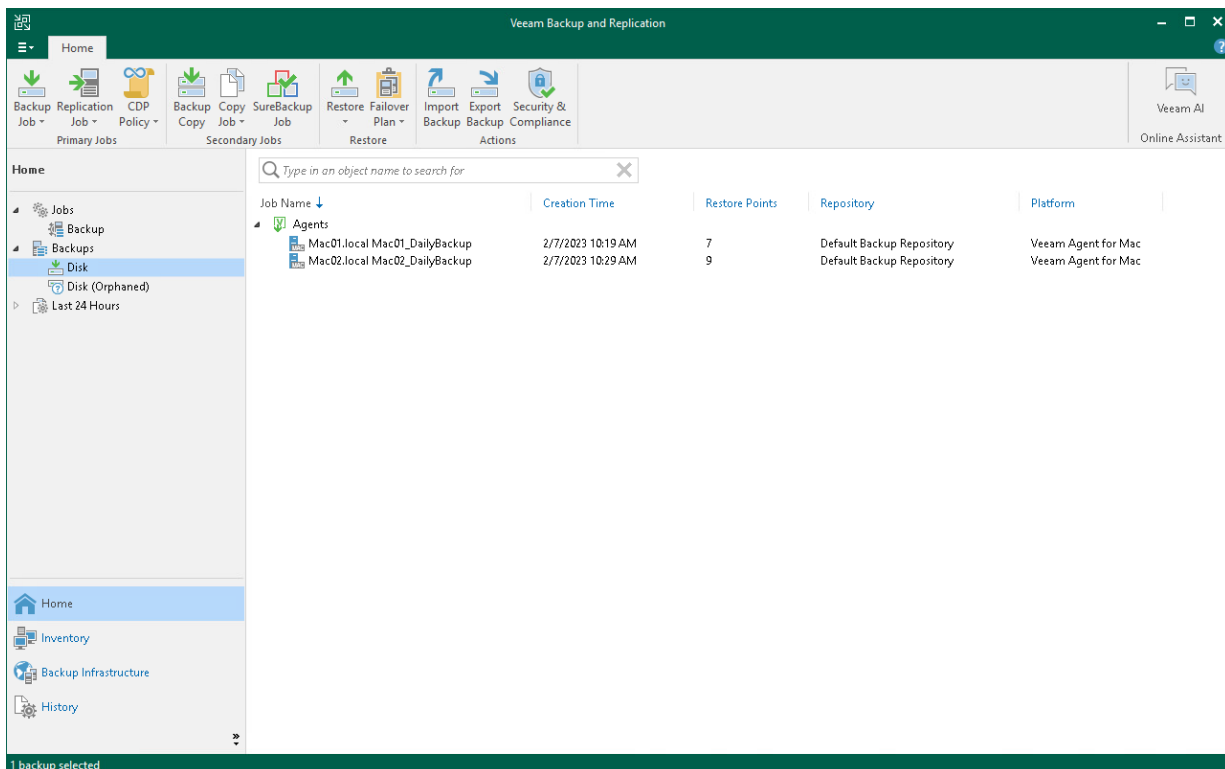 Veeam Backup and Replication
Home
Backup Job
Replication Job
CDP Policy
Primary Jobs
Backup Copy
Copy Job
SureBackup Job
Secondary Jobs
Restore
Failover Plan
Restore
Import Backup
Export Backup
Security & Compliance
Actions
Veeam AI
Online Assistant
Home
Jobs
Backup
Backups
Disk
Disk (Orphaned)
Last 24 Hours
Type in an object name to search for
Job Name Creation Time Restore Points Repository Platform
Agents
Mac01.local Mac01_DailyBackup 2/7/2023 10:19 AM 7 Default Backup Repository Veeam Agent for Mac
Mac02.local Mac02_DailyBackup 2/7/2023 10:29 AM 9 Default Backup Repository Veeam Agent for Mac
Home
Inventory
Backup Infrastructure
History
1 backup selected